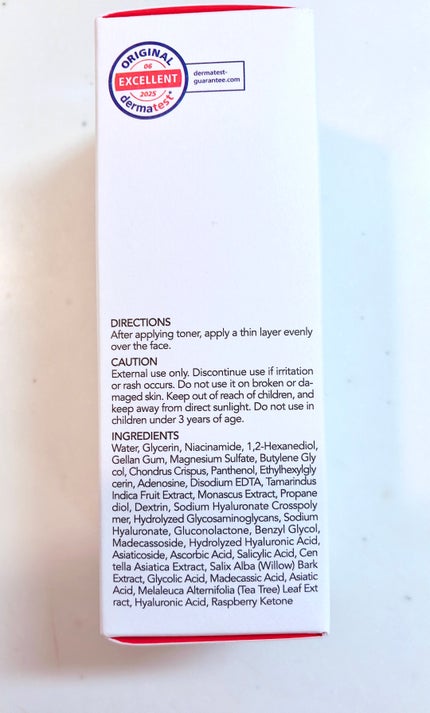 ORIGINAL
06
EXCELLENT
2025
dermatest®
dermatest-
guarantee.com
DIRECTIONS
After applying toner, apply a thin layer evenly
over the face.
CAUTION
External use only. Discontinue use if irritation
or rash occurs. Do not use it on broken or da-
maged skin. Keep out of reach of children, and
keep away from direct sunlight. Do not use in
children under 3 years of age.
INGREDIENTS
Water, Glycerin, Niacinamide, 1,2-Hexanediol,
Gellan Gum, Magnesium Sulfate, Butylene Gly
col, Chondrus Crispus, Panthenol, Ethylhexylgly
cerin, Adenosine, Disodium EDTA, Tamarindus
Indica Fruit Extract, Monascus Extract, Propane
diol, Dextrin, Sodium Hyaluronate Crosspoly
mer, Hydrolyzed Glycosaminoglycans, Sodium
Hyaluronate, Gluconolactone, Benzyl Glycol,
Madecassoside, Hydrolyzed Hyaluronic Acid,
Asiaticoside, Ascorbic Acid, Salicylic Acid, Cen
tella Asiatica Extract, Salix Alba (Willow) Bark
Extract, Glycolic Acid, Madecassic Acid, Asiatic
Acid, Melaleuca Alternifolia (Tea Tree) Leaf Ext
ract, Hyaluronic Acid, Raspberry Ketone